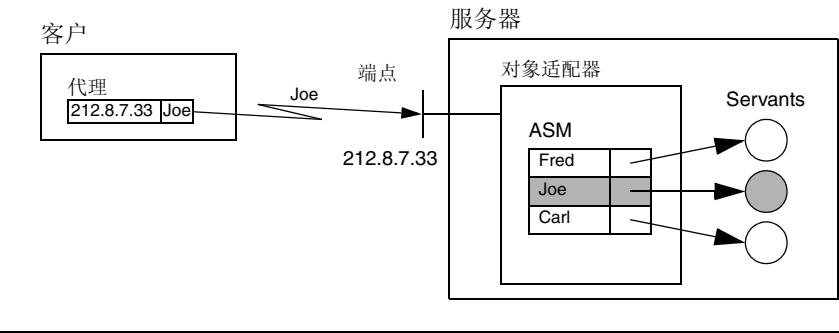 客户
代理
212.8.7.33 Joe
Joe
端点
212.8.7.33
服务器
对象适配器
ASM
Fred
Joe
Carl
Servants